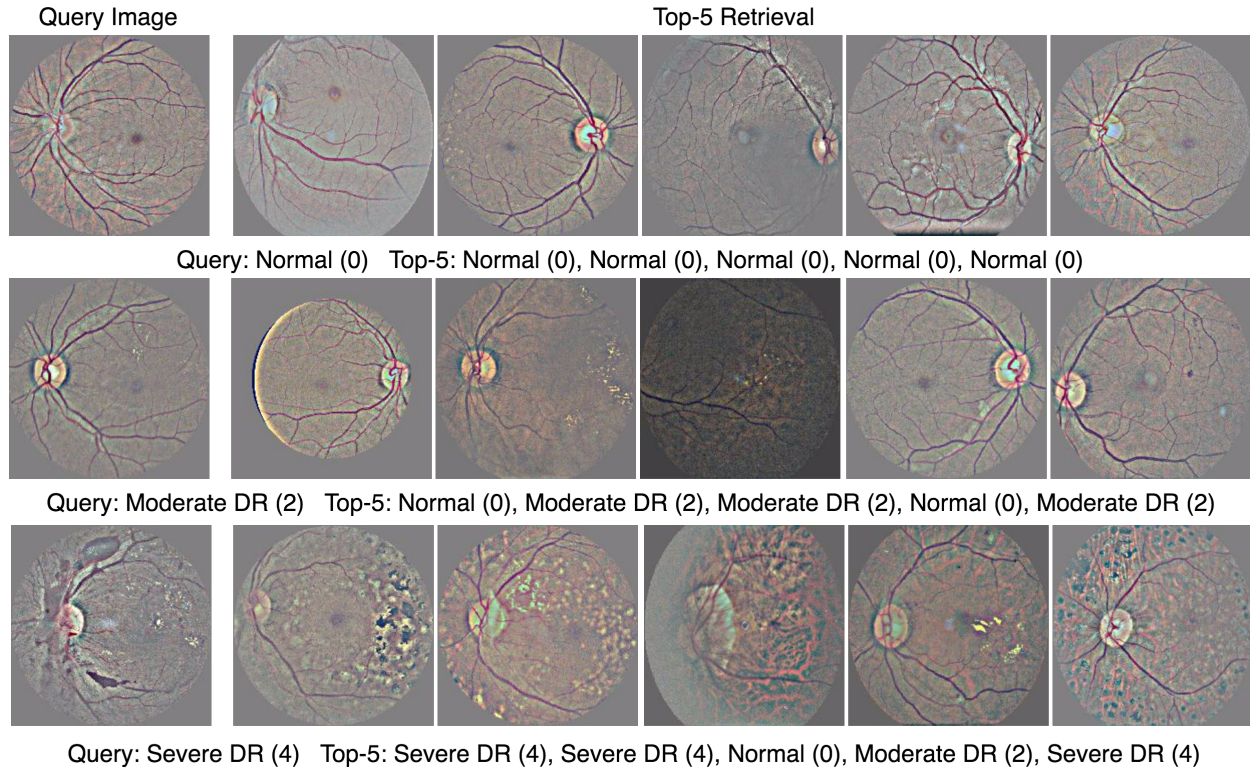 Query Image Top-5 Retrieval
Query: Normal (0) Top-5: Normal (0), Normal (0), Normal (0), Normal (0), Normal (0)
Query: Moderate DR (2) Top-5: Normal (0), Moderate DR (2), Moderate DR (2), Normal (0), Moderate DR (2)
Query: Severe DR (4) Top-5: Severe DR (4), Severe DR (4), Normal (0), Moderate DR (2), Severe DR (4)